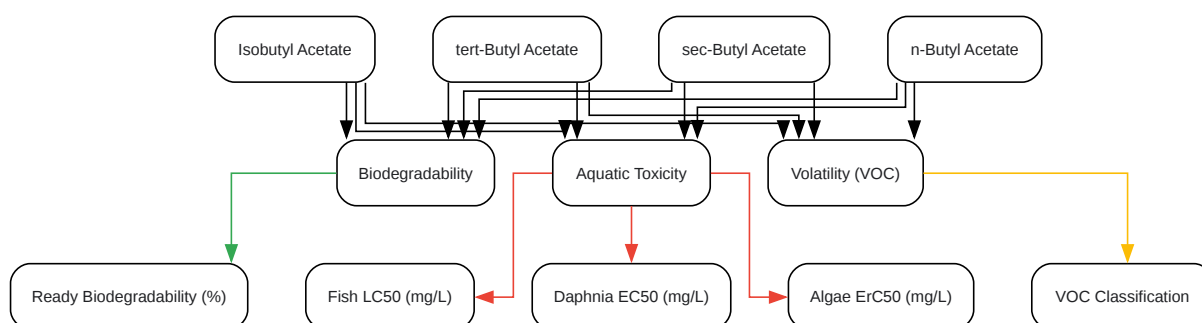 Isobutyl Acetate
tert-Butyl Acetate
sec-Butyl Acetate
n-Butyl Acetate
Biodegradability
Aquatic Toxicity
Volatility (VOC)
Ready Biodegradability (%)
Fish LC50 (mg/L)
Daphnia EC50 (mg/L)
Algae ErC50 (mg/L)
VOC Classification